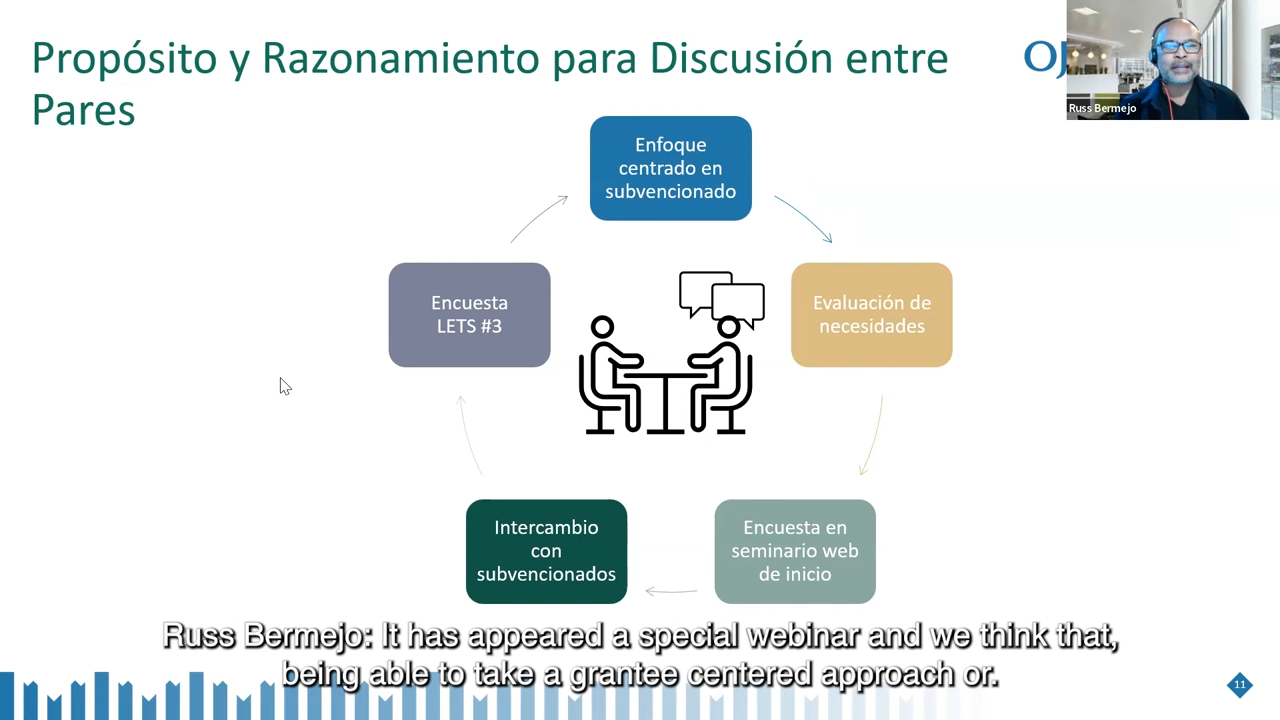 Propósito y Razonamiento para Discusión entre
Pares
OJ
Russ Bermejo
Enfoque
centrado en
subvencionado
Encuesta
LETS #3
Evaluación de
necesidades
Intercambio
con
subvencionados
Encuesta en
seminario web
de inicio
Russ Bermejo: It has appeared a special webinar and we think that,
being able to take a grantee centered approach or.
11